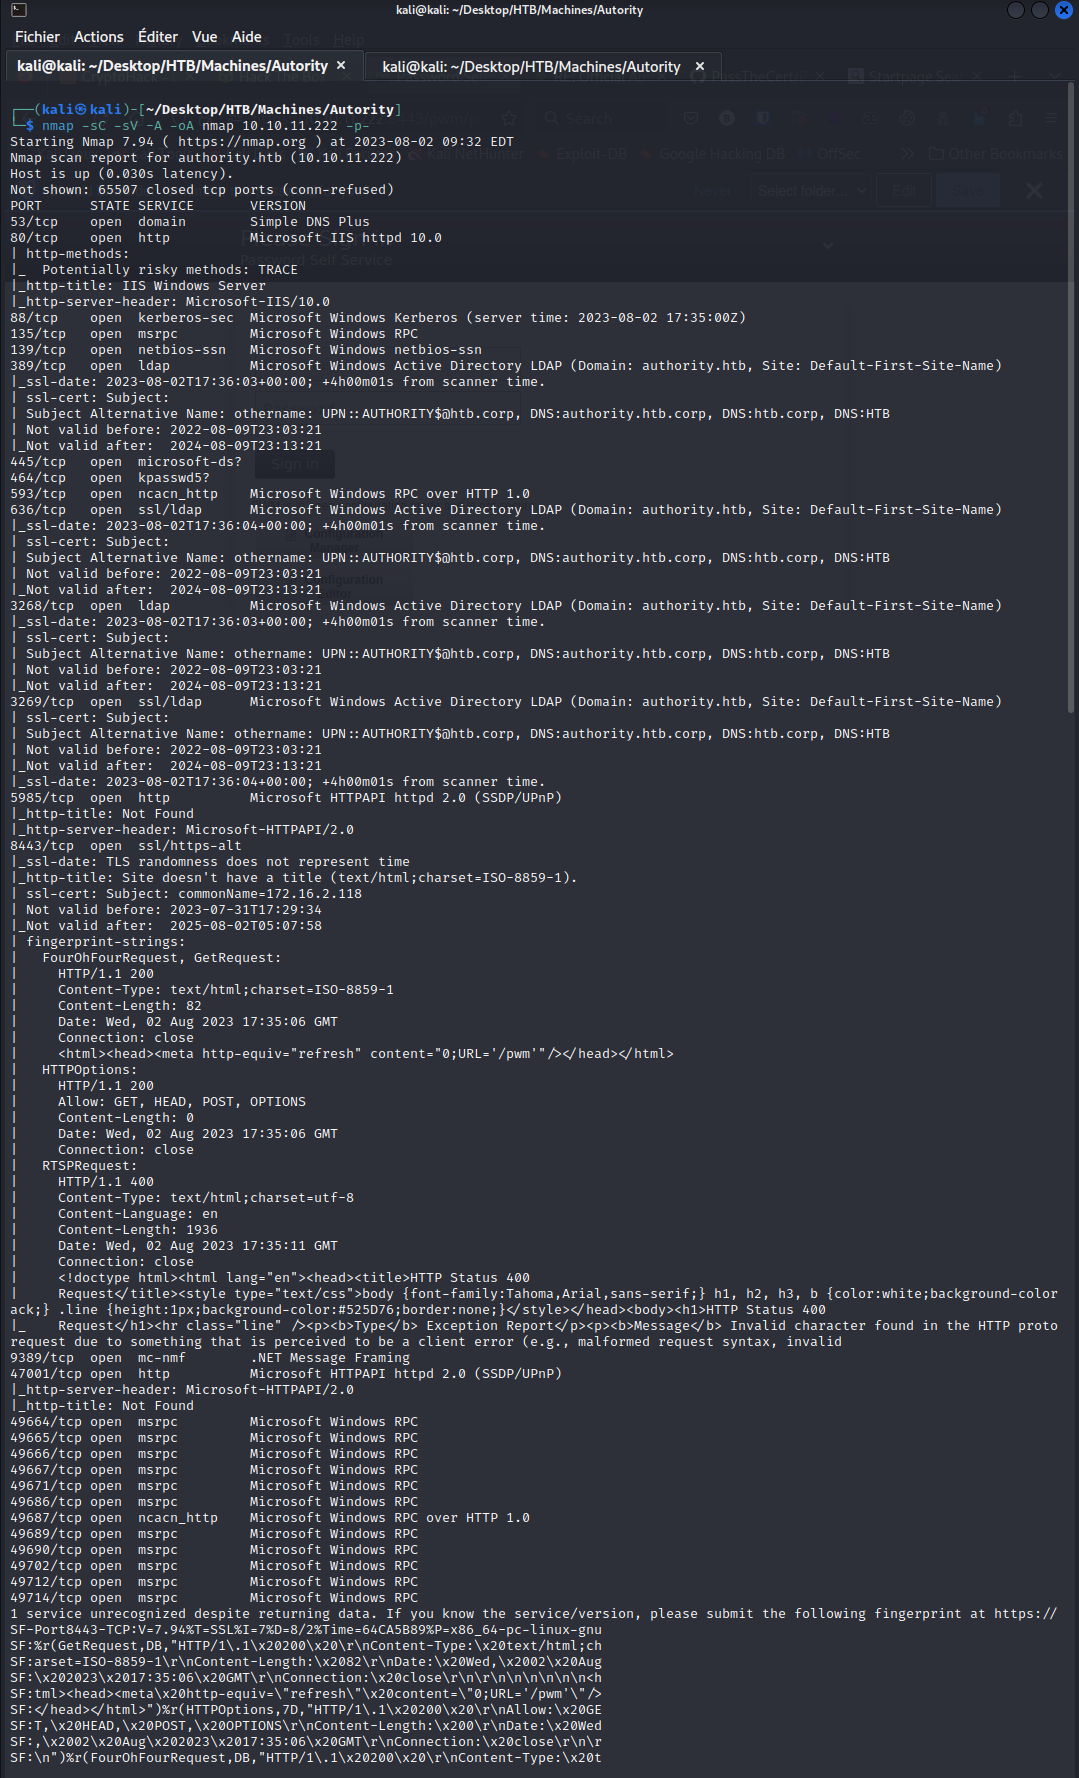 kali@kali: ~/Desktop/HTB/Machines/Autority
Fichier Actions Éditer Vue Aide
kali@kali: ~/Desktop/HTB/Machines/Autority × kali@kali: ~/Desktop/HTB/Machines/Autority ×
┌──(kali㉿kali)-[~/Desktop/HTB/Machines/Autority]
└─$ nmap -sC -sV -A -oA nmap 10.10.11.222 -p-
Starting Nmap 7.94 ( https://nmap.org ) at 2023-08-02 09:32 EDT
Nmap scan report for authority.htb (10.10.11.222)
Host is up (0.030s latency).
Not shown: 65507 closed tcp ports (conn-refused)
PORT      STATE SERVICE       VERSION
53/tcp    open  domain        Simple DNS Plus
80/tcp    open  http          Microsoft IIS httpd 10.0
| http-methods:
|_  Potentially risky methods: TRACE
|_http-title: IIS Windows Server
|_http-server-header: Microsoft-IIS/10.0
88/tcp    open  kerberos-sec  Microsoft Windows Kerberos (server time: 2023-08-02 17:35:00Z)
135/tcp   open  msrpc         Microsoft Windows RPC
139/tcp   open  netbios-ssn   Microsoft Windows netbios-ssn
389/tcp   open  ldap          Microsoft Windows Active Directory LDAP (Domain: authority.htb, Site: Default-First-Site-Name)
|_ssl-date: 2023-08-02T17:36:03+00:00; +4h00m01s from scanner time.
| ssl-cert: Subject:
| Subject Alternative Name: othername: UPN::AUTHORITY$@htb.corp, DNS:authority.htb.corp, DNS:htb.corp, DNS:HTB
| Not valid before: 2022-08-09T23:03:21
|_Not valid after:  2024-08-09T23:13:21
445/tcp   open  microsoft-ds?
464/tcp   open  kpasswd5?
593/tcp   open  ncacn_http    Microsoft Windows RPC over HTTP 1.0
636/tcp   open  ssl/ldap      Microsoft Windows Active Directory LDAP (Domain: authority.htb, Site: Default-First-Site-Name)
|_ssl-date: 2023-08-02T17:36:04+00:00; +4h00m01s from scanner time.
| ssl-cert: Subject:
| Subject Alternative Name: othername: UPN::AUTHORITY$@htb.corp, DNS:authority.htb.corp, DNS:htb.corp, DNS:HTB
| Not valid before: 2022-08-09T23:03:21
|_Not valid after:  2024-08-09T23:13:21
3268/tcp  open  ldap          Microsoft Windows Active Directory LDAP (Domain: authority.htb, Site: Default-First-Site-Name)
|_ssl-date: 2023-08-02T17:36:03+00:00; +4h00m01s from scanner time.
| ssl-cert: Subject:
| Subject Alternative Name: othername: UPN::AUTHORITY$@htb.corp, DNS:authority.htb.corp, DNS:htb.corp, DNS:HTB
| Not valid before: 2022-08-09T23:03:21
|_Not valid after:  2024-08-09T23:13:21
3269/tcp  open  ssl/ldap      Microsoft Windows Active Directory LDAP (Domain: authority.htb, Site: Default-First-Site-Name)
| ssl-cert: Subject:
| Subject Alternative Name: othername: UPN::AUTHORITY$@htb.corp, DNS:authority.htb.corp, DNS:htb.corp, DNS:HTB
| Not valid before: 2022-08-09T23:03:21
|_Not valid after:  2024-08-09T23:13:21
|_ssl-date: 2023-08-02T17:36:04+00:00; +4h00m01s from scanner time.
5985/tcp  open  http          Microsoft HTTPAPI httpd 2.0 (SSDP/UPnP)
|_http-title: Not Found
|_http-server-header: Microsoft-HTTPAPI/2.0
8443/tcp  open  ssl/https-alt
|_ssl-date: TLS randomness does not represent time
|_http-title: Site doesn't have a title (text/html;charset=ISO-8859-1).
| ssl-cert: Subject: commonName=172.16.2.118
| Not valid before: 2023-07-31T17:29:34
|_Not valid after:  2025-08-02T05:07:58
| fingerprint-strings:
|   FourOhFourRequest, GetRequest:
|     HTTP/1.1 200
|     Content-Type: text/html;charset=ISO-8859-1
|     Content-Length: 82
|     Date: Wed, 02 Aug 2023 17:35:06 GMT
|     Connection: close
|     <html><head><meta http-equiv="refresh" content="0;URL='/pwm'"/></head></html>
|   HTTPOptions:
|     HTTP/1.1 200
|     Allow: GET, HEAD, POST, OPTIONS
|     Content-Length: 0
|     Date: Wed, 02 Aug 2023 17:35:06 GMT
|     Connection: close
|   RTSPRequest:
|     HTTP/1.1 400
|     Content-Type: text/html;charset=utf-8
|     Content-Language: en
|     Content-Length: 1936
|     Date: Wed, 02 Aug 2023 17:35:11 GMT
|     Connection: close
|     <!doctype html><html lang="en"><head><title>HTTP Status 400
|     Request</title><style type="text/css">body {font-family:Tahoma,Arial,sans-serif;} h1, h2, h3, b {color:white;background-color
ack;} .line {height:1px;background-color:#525D76;border:none;}</style></head><body><h1>HTTP Status 400
|_    Request</h1><hr class="line" /><p><b>Type</b> Exception Report</p><p><b>Message</b> Invalid character found in the HTTP proto
request due to something that is perceived to be a client error (e.g., malformed request syntax, invalid
9389/tcp  open  mc-nmf        .NET Message Framing
47001/tcp open  http          Microsoft HTTPAPI httpd 2.0 (SSDP/UPnP)
|_http-server-header: Microsoft-HTTPAPI/2.0
|_http-title: Not Found
49664/tcp open  msrpc         Microsoft Windows RPC
49665/tcp open  msrpc         Microsoft Windows RPC
49666/tcp open  msrpc         Microsoft Windows RPC
49667/tcp open  msrpc         Microsoft Windows RPC
49671/tcp open  msrpc         Microsoft Windows RPC
49686/tcp open  msrpc         Microsoft Windows RPC
49687/tcp open  ncacn_http    Microsoft Windows RPC over HTTP 1.0
49689/tcp open  msrpc         Microsoft Windows RPC
49690/tcp open  msrpc         Microsoft Windows RPC
49702/tcp open  msrpc         Microsoft Windows RPC
49712/tcp open  msrpc         Microsoft Windows RPC
49714/tcp open  msrpc         Microsoft Windows RPC
1 service unrecognized despite returning data. If you know the service/version, please submit the following fingerprint at https://
SF-Port8443-TCP:V=7.94%T=SSL%I=7%D=8/2%Time=64CA5B89%P=x86_64-pc-linux-gnu
SF:%r(GetRequest,DB,"HTTP/1\.1\x20200\x20\r\nContent-Type:\x20text/html;ch
SF:arset=ISO-8859-1\r\nContent-Length:\x2082\r\nDate:\x20Wed,\x2002\x20Aug
SF:\x202023\x2017:35:06\x20GMT\r\nConnection:\x20close\r\n\r\n\n\n\n\n<h
SF:tml><head><meta\x20http-equiv=\"refresh\"\x20content=\"0;URL='/pwm'\"/>
SF:</head></html>")%r(HTTPOptions,7D,"HTTP/1\.1\x20200\x20\r\nAllow:\x20GE
SF:T,\x20HEAD,\x20POST,\x20OPTIONS\r\nContent-Length:\x200\r\nDate:\x20Wed
SF:,\x2002\x20Aug\x202023\x2017:35:06\x20GMT\r\nConnection:\x20close\r\n\r
SF:\n")%r(FourOhFourRequest,DB,"HTTP/1\.1\x20200\x20\r\nContent-Type:\x20t